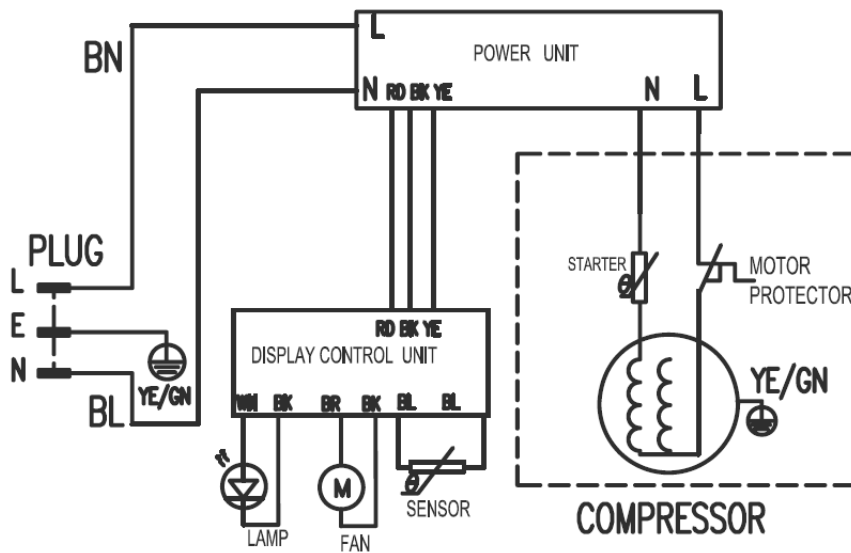 L
BN
POWER UNIT
N RD BK YE N L
PLUG
L
E
N
YE/GN
BL
STARTER
θ
MOTOR
PROTECTOR
RD BK YE
DISPLAY CONTROL UNIT
WH BK BR BK BL BL
YE/GN
M
θ
SENSOR
LAMP
FAN
COMPRESSOR